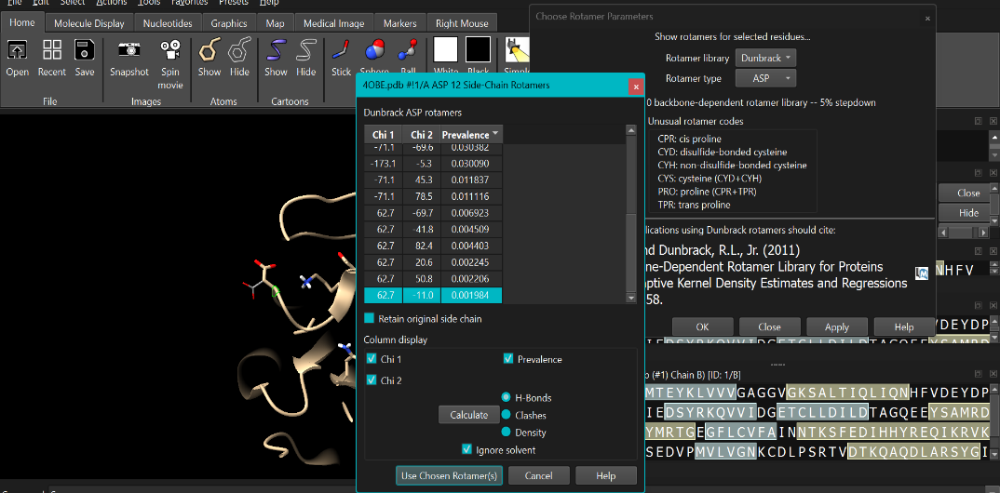 File Edit Select Actions Tools Favorites Presets Help
Home Molecule Display Nucleotides Graphics Map Medical Image Markers Right Mouse
Open Recent Save Snapshot Spin movie Show Hide Show Hide Stick Sphere Ball White Black
File Images Atoms Cartoons
Choose Rotamer Parameters
Show rotamers for selected residues...
Rotamer library Dunbrack
Rotamer type ASP
0 backbone-dependent rotamer library -- 5% stepdown
Unusual rotamer codes
CPR: cis proline
CYD: disulfide-bonded cysteine
CYH: non-disulfide-bonded cysteine
CYS: cysteine (CYD+CYH)
PRO: proline (CPR+TPR)
TPR: trans proline
lications using Dunbrack rotamers should cite:
nd Dunbrack, R.L., Jr. (2011)
ne-Dependent Rotamer Library for Proteins
ptive Kernel Density Estimates and Regressions
58.
OK Close Apply Help
4OBE.pdb #!1/A ASP 12 Side-Chain Rotamers
Dunbrack ASP rotamers
Chi 1 Chi 2 Prevalence
-71.1 -69.6 0.030382
-173.1 -5.3 0.030090
-71.1 45.3 0.011837
-71.1 78.5 0.011116
62.7 -69.7 0.006923
62.7 -41.8 0.004509
62.7 82.4 0.004403
62.7 20.6 0.002245
62.7 50.8 0.002206
62.7 -11.0 0.001984
Retain original side chain
Column display
Chi 1 Prevalence
Chi 2
H-Bonds
Calculate Clashes
Density
Ignore solvent
Use Chosen Rotamer(s) Cancel Help
Close
Hide
NHFV
VDEYDP
IEDSYRKQVVIDGETCLLDILDTAGQEEYSAMRD
(#1) Chain B) [ID: 1/B]
MTEYKLVVVGAGGVGKSALTIQLIQNHFVDEYDP
IEDSYRKQVVIDGETCLLDILDTAGQEEYSAMRD
YMRTGEGFLCVFAINNTKSFEDIHHYREQIKRVK
SEDVPMVLVGNKCDLPSRTVDTKQAQDLARSYGI